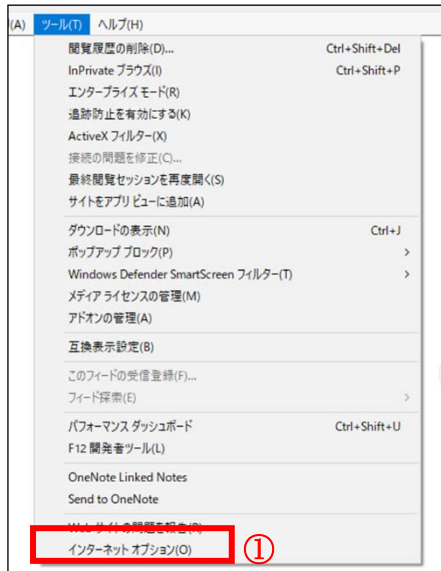 (A) ツール(T) ヘルプ(H)
閲覧履歴の削除(D)... Ctrl+Shift+Del
InPrivate ブラウズ(I) Ctrl+Shift+P
エンタープライズ モード(R)
追跡防止を有効にする(K)
ActiveX フィルター(X)
接続の問題を修正(C)...
最終閲覧セッションを再度開く(S)
サイトをアプリ ビューに追加(A)
ダウンロードの表示(N) Ctrl+J
ポップアップ ブロック(P) >
Windows Defender SmartScreen フィルター(T) >
メディア ライセンスの管理(M)
アドオンの管理(A)
互換表示設定(B)
このフィードの受信登録(F)...
フィード探索(E) >
パフォーマンス ダッシュボード Ctrl+Shift+U
F12 開発者ツール(L)
OneNote Linked Notes
Send to OneNote
Web サイトの問題を報告(R)
インターネット オプション(O) ①